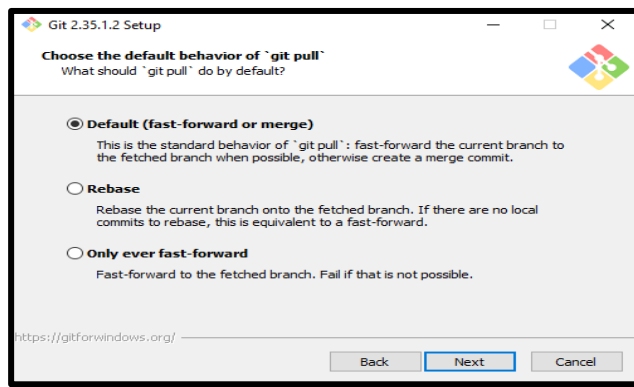 Git 2.35.1.2 Setup
Choose the default behavior of `git pull`
What should `git pull` do by default?
Default (fast-forward or merge)
This is the standard behavior of `git pull`: fast-forward the current branch to
the fetched branch when possible, otherwise create a merge commit.
Rebase
Rebase the current branch onto the fetched branch. If there are no local
commits to rebase, this is equivalent to a fast-forward.
Only ever fast-forward
Fast-forward to the fetched branch. Fail if that is not possible.
https://gitforwindows.org/
Back Next Cancel